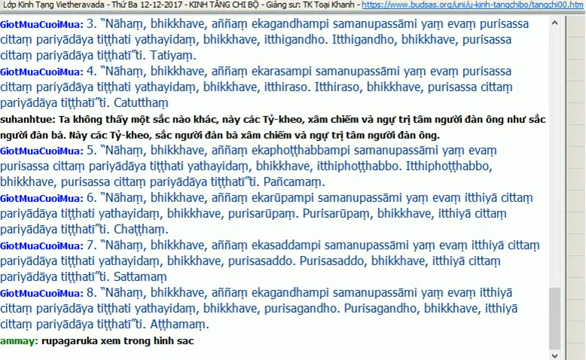 Lớp Kinh Tạng Vietheravada - Thứ Ba 12-12-2017 - KINH TĂNG CHI BỘ - Giảng sư: TK Toại Khanh - https://www.budsas.org/uni/u-kinh-tangchibo/tangchi00.htm
GiotMuaCuoiMua: 3. “Nāhaṃ, bhikkhave, aññaṃ ekagandhampi samanupassāmi yaṃ evaṃ purisassa
cittaṃ pariyādāya tiṭṭhati yathayidaṃ, bhikkhave, itthigandho. Itthigandho, bhikkhave, purisassa
cittaṃ pariyādāya tiṭṭhatī”ti. Tatiyaṃ.
GiotMuaCuoiMua: 4. “Nāhaṃ, bhikkhave, aññaṃ ekarasampi samanupassāmi yaṃ evaṃ purisassa
cittaṃ pariyādāya tiṭṭhati yathayidaṃ, bhikkhave, itthiraso. Itthiraso, bhikkhave, purisassa cittaṃ
pariyādāya tiṭṭhatī”ti. Catutthaṃ
suhanhtue: Ta không thấy một sắc nào khác, này các Tỷ-kheo, xâm chiếm và ngự trị tâm người đàn ông như sắc
người đàn bà. Này các Tỷ-kheo, sắc người đàn bà xâm chiếm và ngự trị tâm người đàn ông.
GiotMuaCuoiMua: 5. “Nāhaṃ, bhikkhave, aññaṃ ekaphoṭṭhabbampi samanupassāmi yaṃ evaṃ
purisassa cittaṃ pariyādāya tiṭṭhati yathayidaṃ, bhikkhave, itthiphoṭṭhabbo. Itthiphoṭṭhabbo,
bhikkhave, purisassa cittaṃ pariyādāya tiṭṭhatī”ti. Pañcamaṃ.
GiotMuaCuoiMua: 6. “Nāhaṃ, bhikkhave, aññaṃ ekarūpampi samanupassāmi yaṃ evaṃ itthiyā cittaṃ
pariyādāya tiṭṭhati yathayidaṃ, bhikkhave, purisarūpaṃ. Purisarūpaṃ, bhikkhave, itthiyā cittaṃ
pariyādāya tiṭṭhatī”ti. Chaṭṭhaṃ.
GiotMuaCuoiMua: 7. “Nāhaṃ, bhikkhave, aññaṃ ekasaddampi samanupassāmi yaṃ evaṃ itthiyā cittaṃ
pariyādāya tiṭṭhati yathayidaṃ, bhikkhave, purisasaddo. Purisasaddo, bhikkhave, itthiyā cittaṃ
pariyādāya tiṭṭhatī”ti. Sattamaṃ
GiotMuaCuoiMua: 8. “Nāhaṃ, bhikkhave, aññaṃ ekagandhampi samanupassāmi yaṃ evaṃ itthiyā
cittaṃ pariyādāya tiṭṭhati yathayidaṃ, bhikkhave, purisagandho. Purisagandho, bhikkhave, itthiyā
cittaṃ pariyādāya tiṭṭhatī”ti. Aṭṭhamaṃ.
ammay: rupagaruka xem trong hinh sac